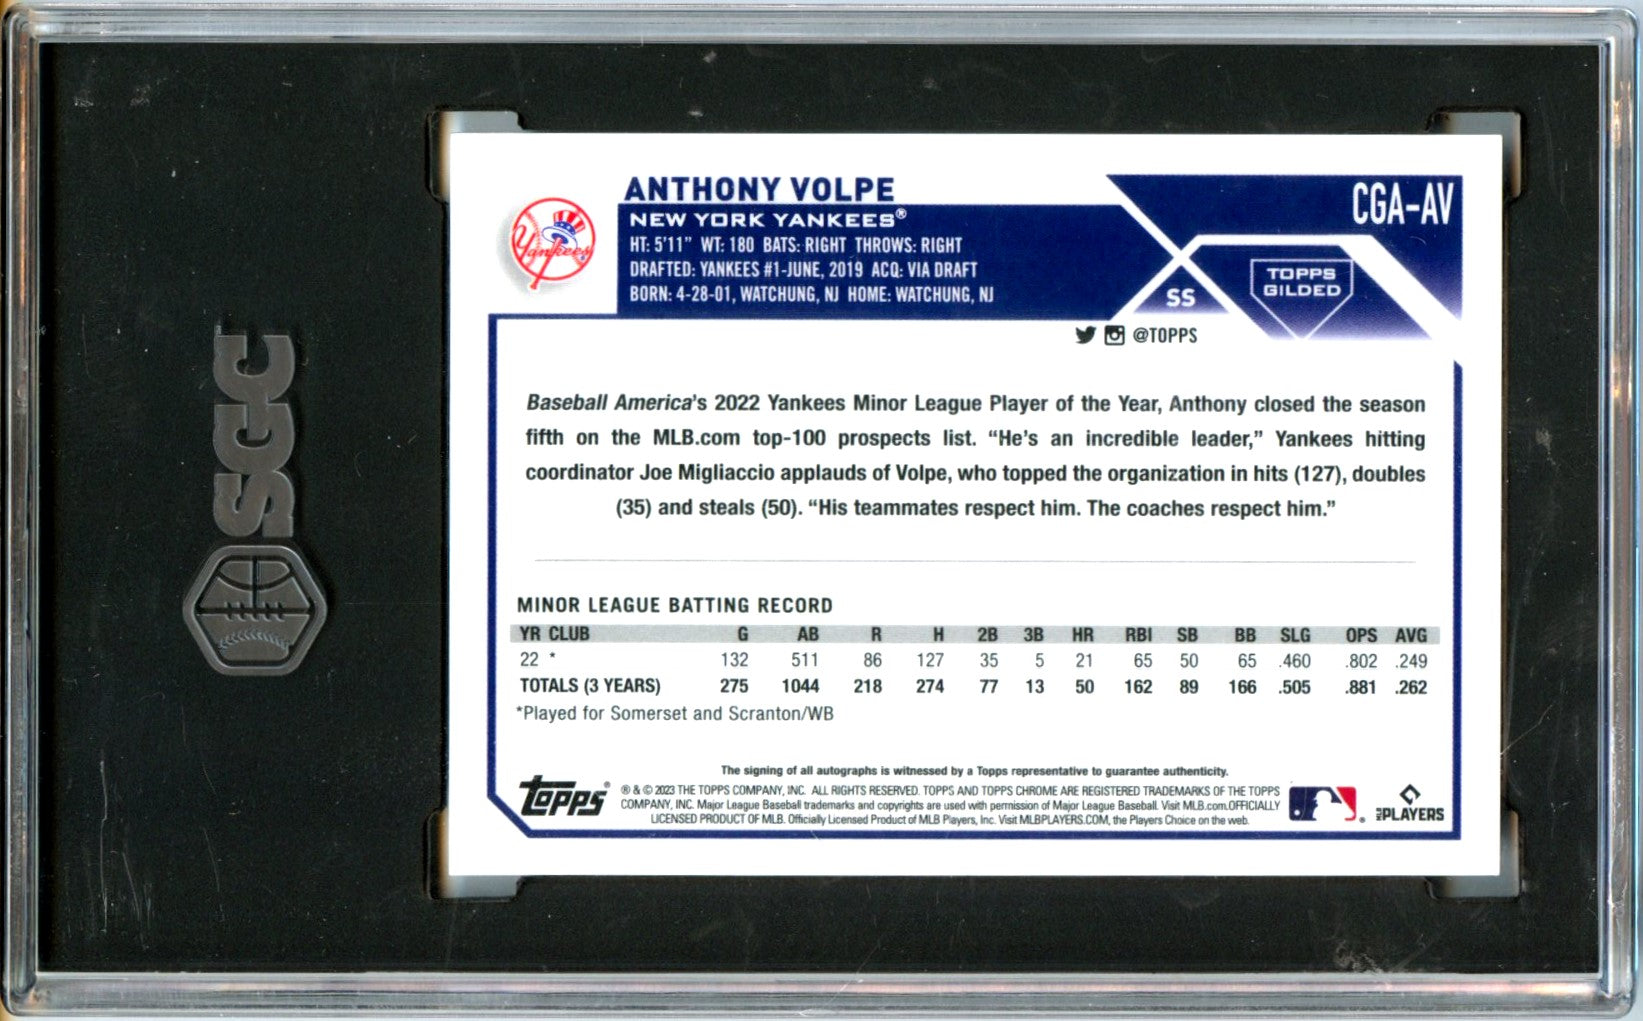 SGC
Yankees
ANTHONY VOLPE
CGA-AV
NEW YORK YANKEES®
HT: 5'11" WT: 180 BATS: RIGHT THROWS: RIGHT
DRAFTED: YANKEES #1-JUNE, 2019 ACQ: VIA DRAFT
BORN: 4-28-01, WATCHUNG, NJ HOME: WATCHUNG, NJ
SS
TOPPS
GILDED
@TOPPS
Baseball America's 2022 Yankees Minor League Player of the Year, Anthony closed the season
fifth on the MLB.com top-100 prospects list. “He's an incredible leader,” Yankees hitting
coordinator Joe Migliaccio applauds of Volpe, who topped the organization in hits (127), doubles
(35) and steals (50). “His teammates respect him. The coaches respect him.”
MINOR LEAGUE BATTING RECORD
YR CLUB G AB R H 2B 3B HR RBI SB BB SLG OPS AVG
22 * 132 511 86 127 35 5 21 65 50 65 .460 .802 .249
TOTALS (3 YEARS) 275 1044 218 274 77 13 50 162 89 166 .505 .881 .262
*Played for Somerset and Scranton/WB
The signing of all autographs is witnessed by a Topps representative to guarantee authenticity.
topps®
® & © 2023 THE TOPPS COMPANY, INC. ALL RIGHTS RESERVED. TOPPS AND TOPPS CHROME ARE REGISTERED TRADEMARKS OF THE TOPPS
COMPANY, INC. Major League Baseball trademarks and copyrights are used with permission of Major League Baseball. Visit MLB.com.OFFICIALLY
LICENSED PRODUCT OF MLB. Officially Licensed Product of MLB Players, Inc. Visit MLBPLAYERS.COM, the Players Choice on the web.
MLB PLAYERS